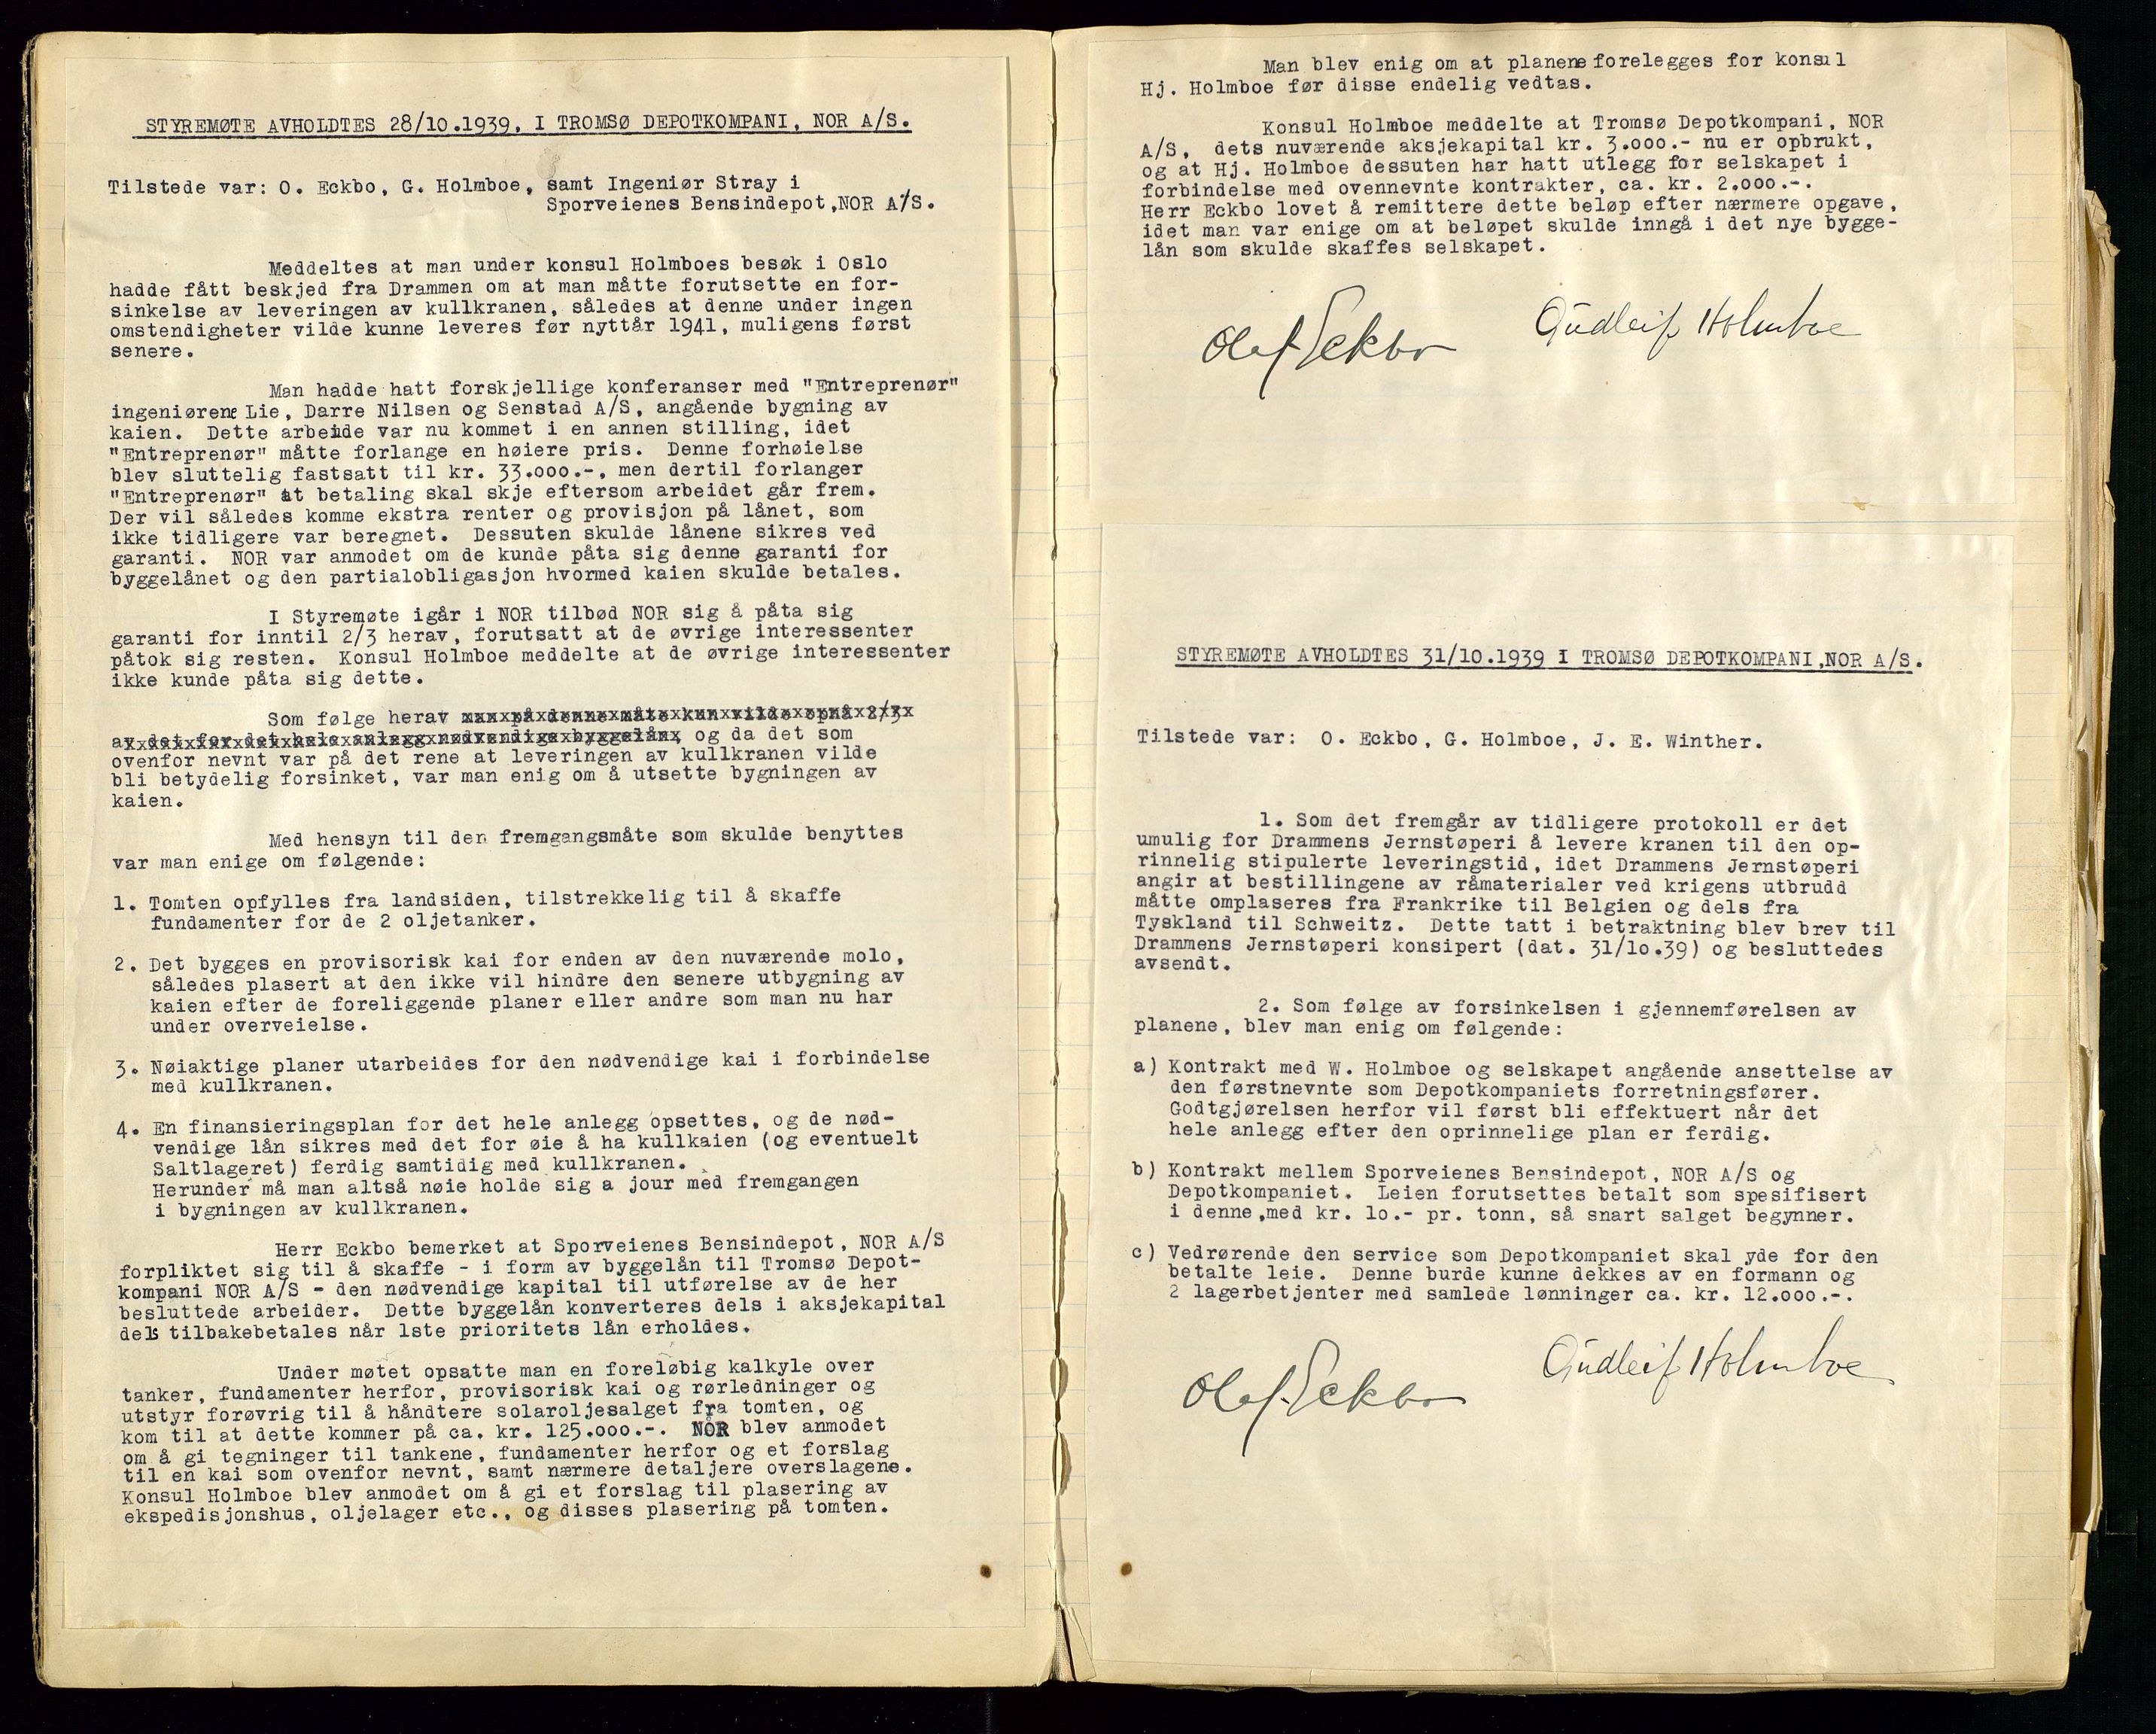 STYREMØTE AVHOLDTES 28/10.1939, I TROMSØ DEPOTKOMPANI, NOR A/S.
Tilstede var: O. Eckbo, G. Holmboe, samt Ingeniør Stray i
Sporveienes Bensindepot,NOR A/S.
Meddeltes at man under konsul Holmboes besøk i Oslo
hadde fått beskjed fra Drammen om at man måtte forutsette en for-
sinkelse av leveringen av kullkranen, således at denne under ingen
omstendigheter vilde kunne leveres før nyttår 1941, muligens først
senere.
Man hadde hatt forskjellige konferanser med "Entreprenør"
ingeniørene Lie, Darre Nilsen og Senstad A/S, angående bygning av
kaien. Dette arbeide var nu kommet i en annen stilling, idet
"Entreprenør" måtte forlange en høiere pris. Denne forhøielse
blev sluttelig fastsatt til kr. 33.000.-, men dertil forlanger
"Entreprenør" at betaling skal skje eftersom arbeidet går frem.
Der vil således komme ekstra renter og provisjon på lånet, som
ikke tidligere var beregnet. Dessuten skulde lånene sikres ved
garanti. NOR var anmodet om de kunde påta sig denne garanti for
byggelånet og den partialobligasjon hvormed kaien skulde betales.
I Styremøte igår i NOR tilbød NOR sig å påta sig
garanti for inntil 2/3 herav, forutsatt at de øvrige interessenter
påtok sig resten. Konsul Holmboe meddelte at de øvrige interessenter
ikke kunde påta sig dette.
Som følge herav man på denne måte kun vilde opnå 2/3
av det for det hele anlegg nødvendige byggelån, og da det som
ovenfor nevnt var på det rene at leveringen av kullkranen vilde
bli betydelig forsinket, var man enig om å utsette bygningen av
kaien.
Med hensyn til den fremgangsmåte som skulde benyttes
var man enige om følgende:
1. Tomten opfylles fra landsiden, tilstrekkelig til å skaffe
fundamenter for de 2 oljetanker.
2. Det bygges en provisorisk kai for enden av den nuværende molo,
således plasert at den ikke vil hindre den senere utbygning av
kaien efter de foreliggende planer eller andre som man nu har
under overveielse.
3. Nøiaktige planer utarbeides for den nødvendige kai i forbindelse
med kullkranen.
4. En finansieringsplan for det hele anlegg opsettes, og de nød-
vendige lån sikres med det for øie å ha kullkaien (og eventuelt
Saltlageret) ferdig samtidig med kullkranen.
Herunder må man altså nøie holde sig a jour med fremgangen
i bygningen av kullkranen.
Herr Eckbo bemerket at Sporveienes Bensindepot, NOR A/S
forpliktet sig til å skaffe - i form av byggelån til Tromsø Depot-
kompani NOR A/S - den nødvendige kapital til utførelse av de her
besluttede arbeider. Dette byggelån konverteres dels i aksjekapital
dels tilbakebetales når 1ste prioritets lån erholdes.
Under møtet opsatte man en foreløbig kalkyle over
tanker, fundamenter herfor, provisorisk kai og rørledninger og
utstyr forøvrig til å håndtere solaroljesalget fra tomten, og
kom til at dette kommer på ca. kr. 125.000.-. NOR blev anmodet
om å gi tegninger til tankene, fundamenter herfor og et forslag
til en kai som ovenfor nevnt, samt nærmere detaljere overslagene.
Konsul Holmboe blev anmodet om å gi et forslag til plasering av
ekspedisjonshus, oljelager etc., og disses plasering på tomten.
Man blev enig om at planene forelegges for konsul
Hj. Holmboe før disse endelig vedtas.
Konsul Holmboe meddelte at Tromsø Depotkompani, NOR
A/S, dets nuværende aksjekapital kr. 3.000.- nu er opbrukt,
og at Hj. Holmboe dessuten har hatt utlegg for selskapet i
forbindelse med ovennevnte kontrakter, ca. kr. 2.000.-.
Herr Eckbo lovet å remittere dette beløp efter nærmere opgave,
idet man var enige om at beløpet skulde inngå i det nye bygge-
lån som skulde skaffes selskapet.
Olaf Eckbo Gudleif Holmboe
STYREMØTE AVHOLDTES 31/10.1939 I TROMSØ DEPOTKOMPANI,NOR A/S.
Tilstede var: O. Eckbo, G. Holmboe, J. E. Winther.
1. Som det fremgår av tidligere protokoll er det
umulig for Drammens Jernstøperi å levere kranen til den op-
rinnelig stipulerte leveringstid, idet Drammens Jernstøperi
angir at bestillingene av råmaterialer ved krigens utbrudd
måtte omplaseres fra Frankrike til Belgien og dels fra
Tyskland til Schweitz. Dette tatt i betraktning blev brev til
Drammens Jernstøperi konsipert (dat. 31/10.39) og besluttedes
avsendt.
2. Som følge av forsinkelsen i gjennemførelsen av
planene, blev man enig om følgende:
a) Kontrakt med W. Holmboe og selskapet angående ansettelse av
den førstnevnte som Depotkompaniets forretningsfører.
Godtgjørelsen herfor vil først bli effektuert når det
hele anlegg efter den oprinnelige plan er ferdig.
b) Kontrakt mellem Sporveienes Bensindepot, NOR A/S og
Depotkompaniet. Leien forutsettes betalt som spesifisert
i denne,med kr. 10.- pr. tonn, så snart salget begynner.
c) Vedrørende den service som Depotkompaniet skal yde for den
betalte leie. Denne burde kunne dekkes av en formann og
2 lagerbetjenter med samlede lønninger ca. kr. 12.000.-.
Olaf Eckbo Gudleif Holmboe